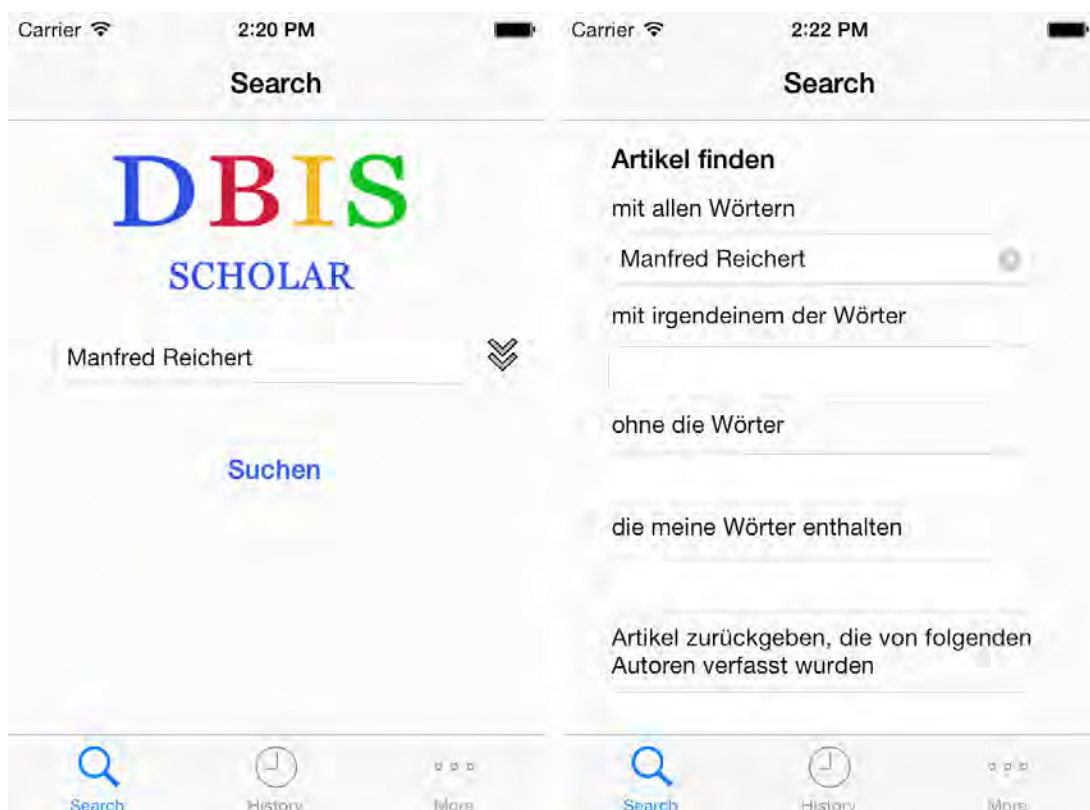 Carrier 2:20 PM
Search
DBIS
SCHOLAR
Manfred Reichert
Suchen
Search History More
Carrier 2:22 PM
Search
Artikel finden
mit allen Wörtern
Manfred Reichert
mit irgendeinem der Wörter
ohne die Wörter
die meine Wörter enthalten
Artikel zurückgeben, die von folgenden
Autoren verfasst wurden
Search History More